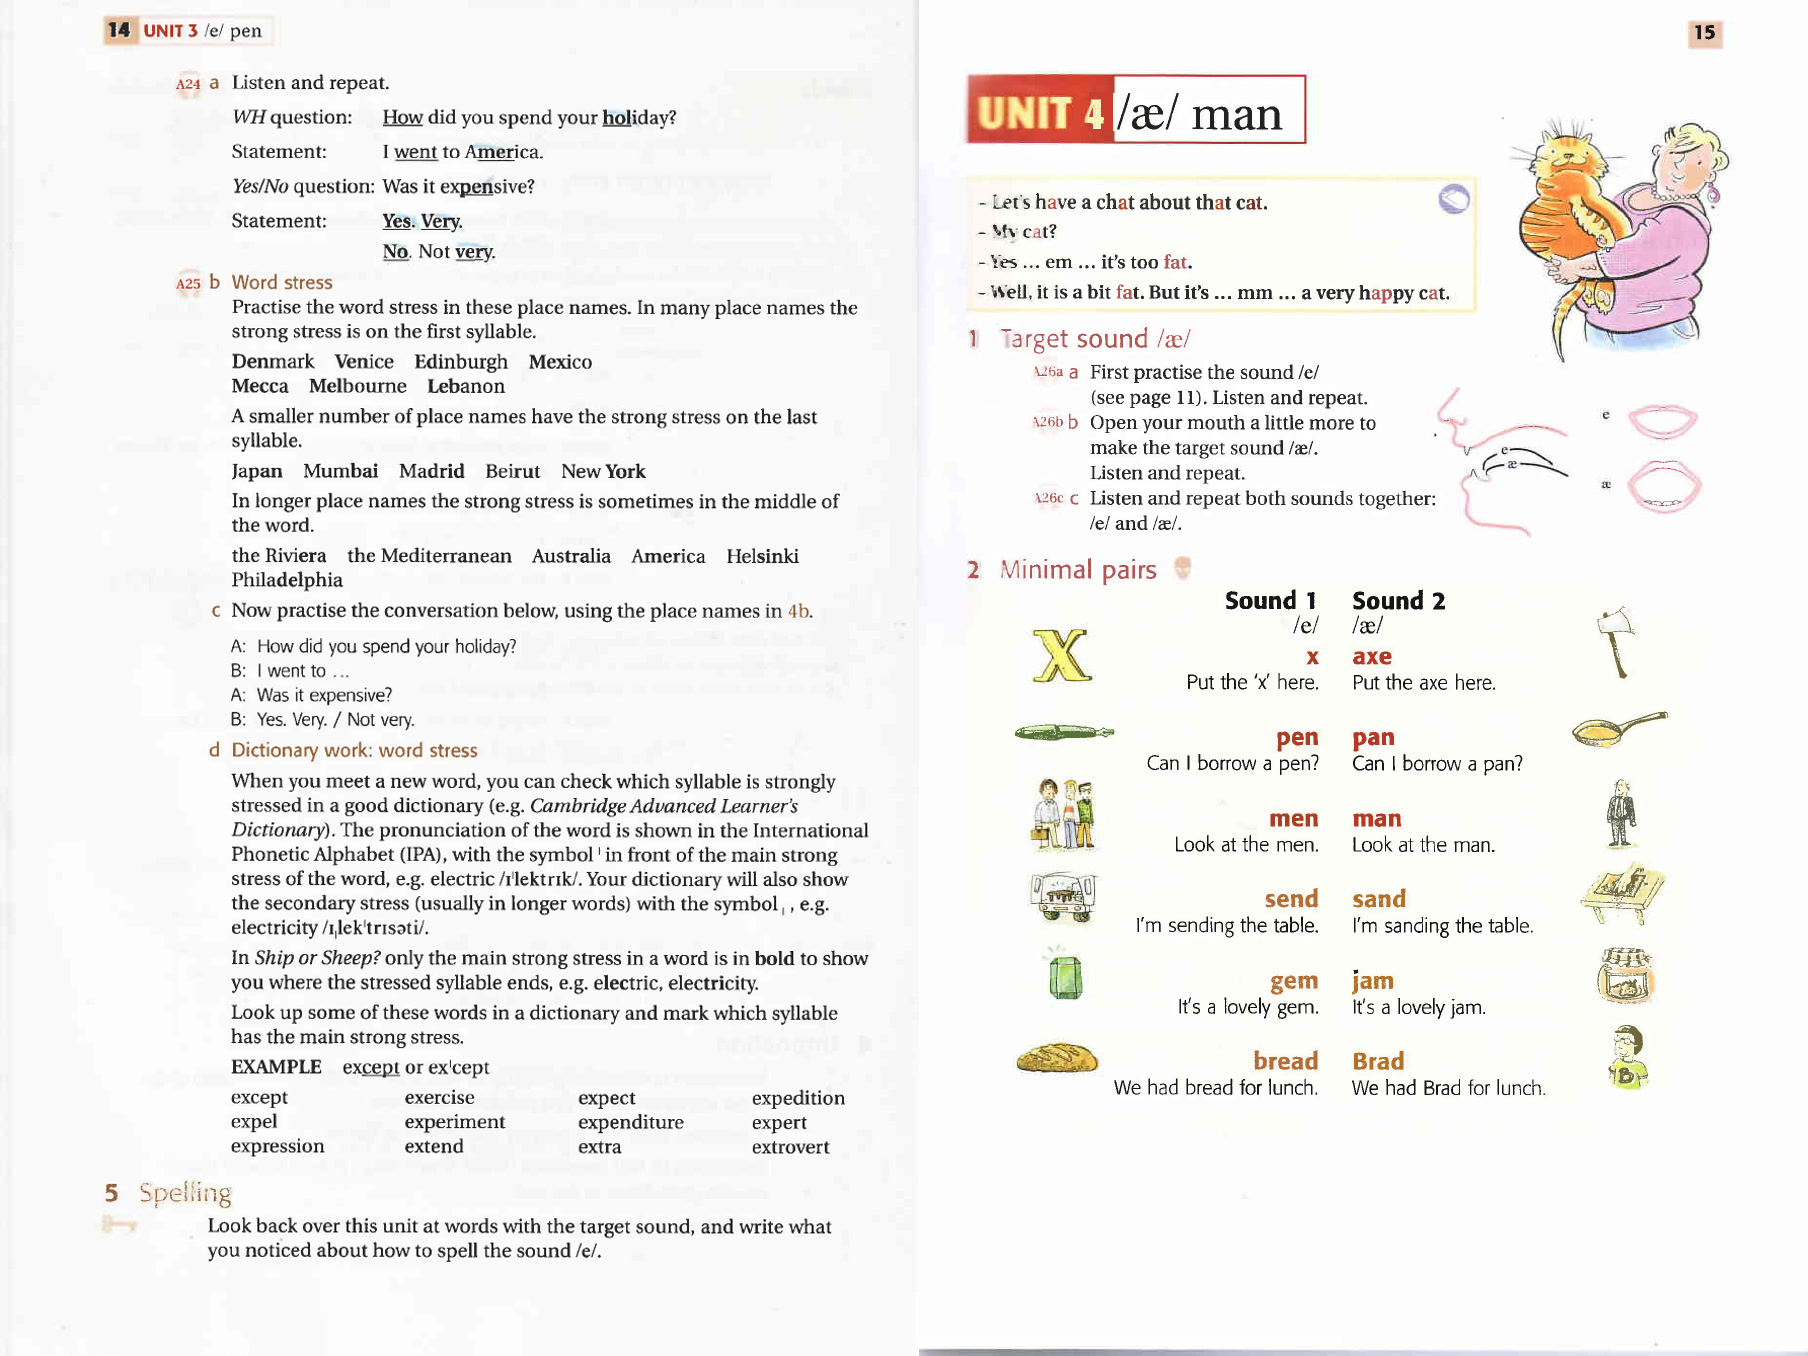 14 UNIT 3 /e/ pen
A24 a Listen and repeat.
WH question: How did you spend your holiday?
Statement: I went to America.
Yes/No question: Was it expensive?
Statement: Yes. Very.
No. Not very.
A25 b Word stress
Practise the word stress in these place names. In many place names the
strong stress is on the first syllable.
Denmark Venice Edinburgh Mexico
Mecca Melbourne Lebanon
A smaller number of place names have the strong stress on the last
syllable.
Japan Mumbai Madrid Beirut New York
In longer place names the strong stress is sometimes in the middle of
the word.
the Riviera the Mediterranean Australia America Helsinki
Philadelphia
c Now practise the conversation below, using the place names in 4b.
A: How did you spend your holiday?
B: I went to ...
A: Was it expensive?
B: Yes. Very. / Not very.
d Dictionary work: word stress
When you meet a new word, you can check which syllable is strongly
stressed in a good dictionary (e.g. Cambridge Advanced Learner's
Dictionary). The pronunciation of the word is shown in the International
Phonetic Alphabet (IPA), with the symbol ˈ in front of the main strong
stress of the word, e.g. electric /ɪˈlektrɪk/. Your dictionary will also show
the secondary stress (usually in longer words) with the symbol ˌ, e.g.
electricity /ɪˌlekˈtrɪsəti/.
In Ship or Sheep? only the main strong stress in a word is in bold to show
you where the stressed syllable ends, e.g. electric, electricity.
Look up some of these words in a dictionary and mark which syllable
has the main strong stress.
EXAMPLE except or exˈcept
except exercise expect expedition
expel experiment expenditure expert
expression extend extra extrovert
5 Spelling
Look back over this unit at words with the target sound, and write what
you noticed about how to spell the sound /e/.
15
UNIT 4 /æ/ man
- Let's have a chat about that cat.
- My cat?
- Yes ... em ... it's too fat.
- Well, it is a bit fat. But it's ... mm ... a very happy cat.
1 Target sound /æ/
A26a a First practise the sound /e/
(see page 11). Listen and repeat.
A26b b Open your mouth a little more to
make the target sound /æ/.
Listen and repeat.
A26c c Listen and repeat both sounds together:
/e/ and /æ/.
e
æ
e
æ
2 Minimal pairs
Sound 1 Sound 2
/e/ /æ/
X
x axe
Put the 'x' here. Put the axe here.
pen pan
Can I borrow a pen? Can I borrow a pan?
men man
Look at the men. Look at the man.
send sand
I'm sending the table. I'm sanding the table.
gem jam
It's a lovely gem. It's a lovely jam.
bread Brad
We had bread for lunch. We had Brad for lunch.
B